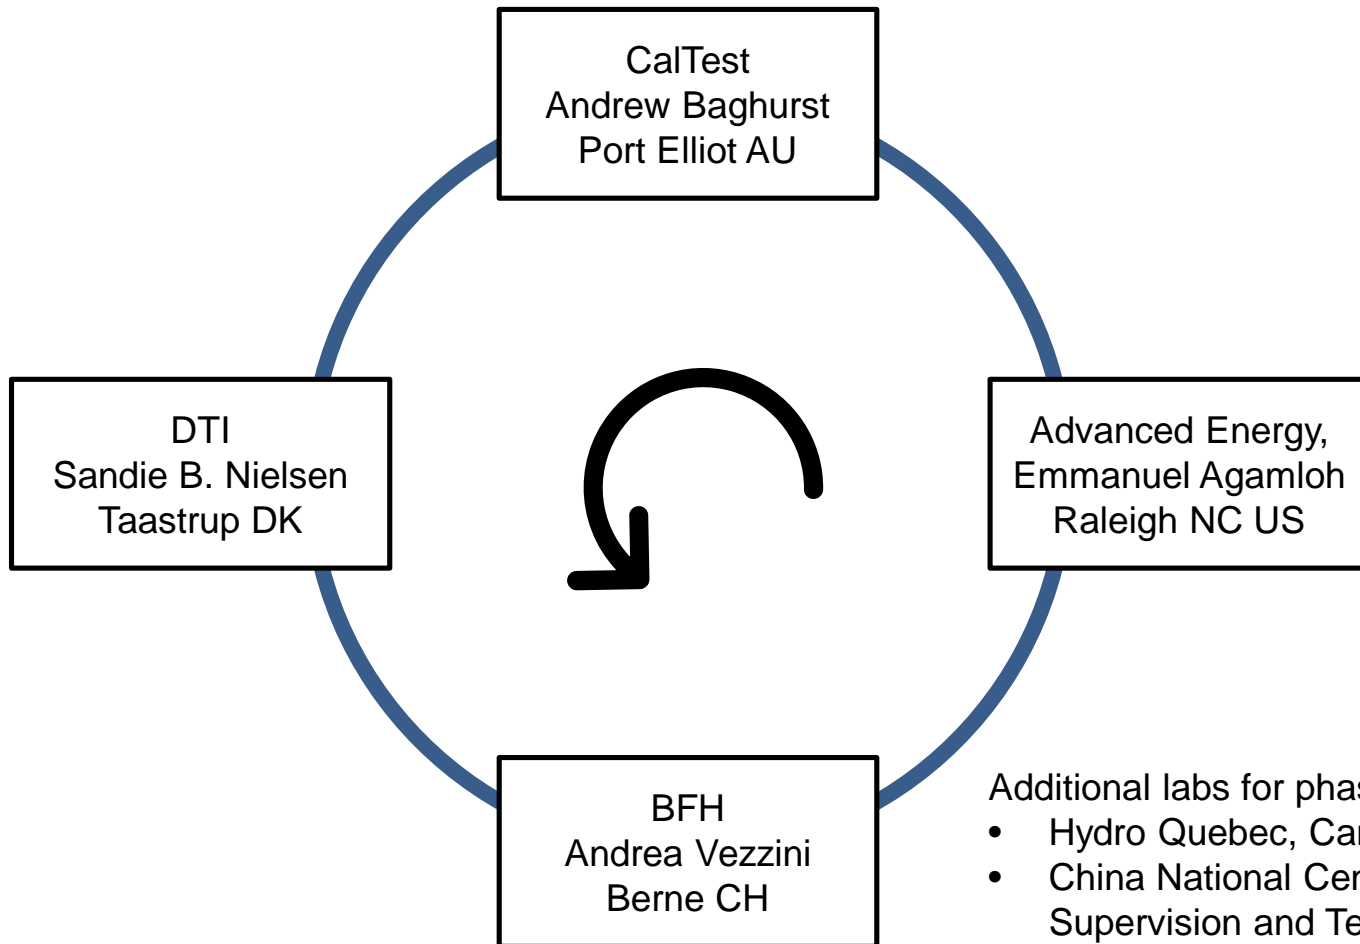 CalTest
Andrew Baghurst
Port Elliot AU
DTI
Sandie B. Nielsen
Taastrup DK
Advanced Energy,
Emmanuel Agamloh
Raleigh NC US
BFH
Andrea Vezzini
Berne CH
Additional labs for
• Hydro Quebec,
• China National
Supervision and